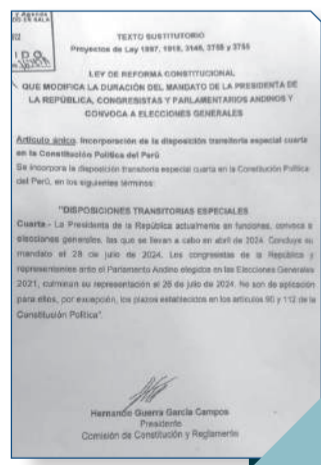 TEXTO SUSTITUTORIO
Proyectos de Ley 1897, 1918, 3148, 3755 y
LEY DE REFORMA CONSTITUCIONAL
QUE MODIFICA LA DURACIÓN DEL MANDATO DE LA PRESIDENTA DE
LA REPÚBLICA, CONGRESISTAS Y PARLAMENTARIOS ANDINOS Y
CONVOCA A ELECCIONES GENERALES
Artículo único. Incorporación de la disposición transitoria especial cuarta
en la Constitución Política del Perú
Se incorpora la disposición transitoria especial cuarta en la Constitución Política
del Perú, en los siguientes términos:
"DISPOSICIONES TRANSITORIAS ESPECIALES
Cuarta.- La Presidenta de la República actualmente en funciones, convoca a
elecciones generales, las que se llevan a cabo en abril de 2024. Concluye su
mandato el 28 de julio de 2024. Los congresistas de la República y
representantes ante el Parlamento Andino elegidos en las Elecciones Generales
2021, culminan su representación el 28 de julio de 2024. No son de aplicación
para ellos, por excepción, los plazos establecidos en los artículos 90 y 112 de la
Constitución Política".
Hernando Guerra García Campos
Presidente
Comisión de Constitución y Reglamento